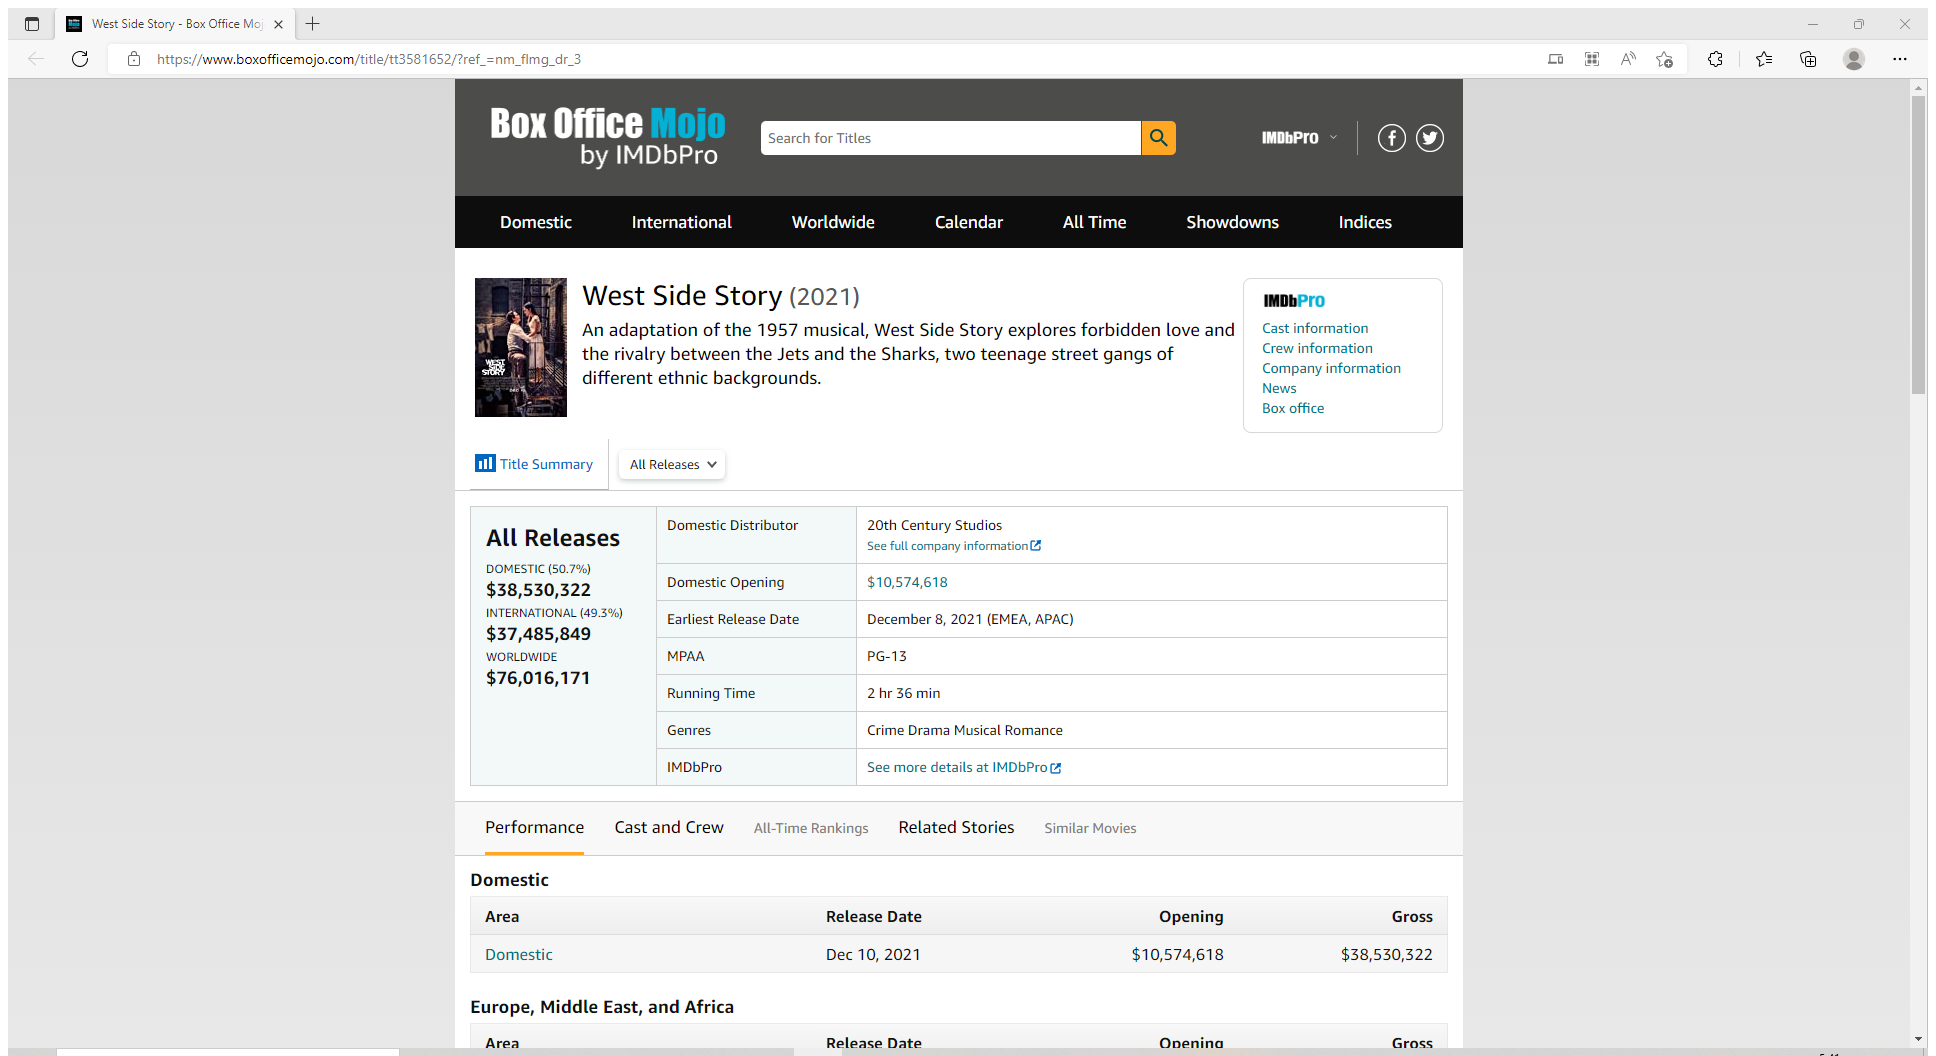 West Side Story - Box Office Moj
https://www.boxofficemojo.com/title/tt3581652/?ref_=nm_flmg_dr_3
Box Office Mojo
by IMDbPro
Search for Titles
IMDbPro
Domestic International Worldwide Calendar All Time Showdowns Indices
WEST SIDE STORY
West Side Story (2021)
An adaptation of the 1957 musical, West Side Story explores forbidden love and
the rivalry between the Jets and the Sharks, two teenage street gangs of
different ethnic backgrounds.
IMDbPro
Cast information
Crew information
Company information
News
Box office
Title Summary
All Releases
All Releases
DOMESTIC (50.7%)
$38,530,322
INTERNATIONAL (49.3%)
$37,485,849
WORLDWIDE
$76,016,171
Domestic Distributor 20th Century Studios
See full company information
Domestic Opening $10,574,618
Earliest Release Date December 8, 2021 (EMEA, APAC)
MPAA PG-13
Running Time 2 hr 36 min
Genres Crime Drama Musical Romance
IMDbPro See more details at IMDbPro
Performance Cast and Crew All-Time Rankings Related Stories Similar Movies
Domestic
Area Release Date Opening Gross
Domestic Dec 10, 2021 $10,574,618 $38,530,322
Europe, Middle East, and Africa
Area Release Date Opening Gross